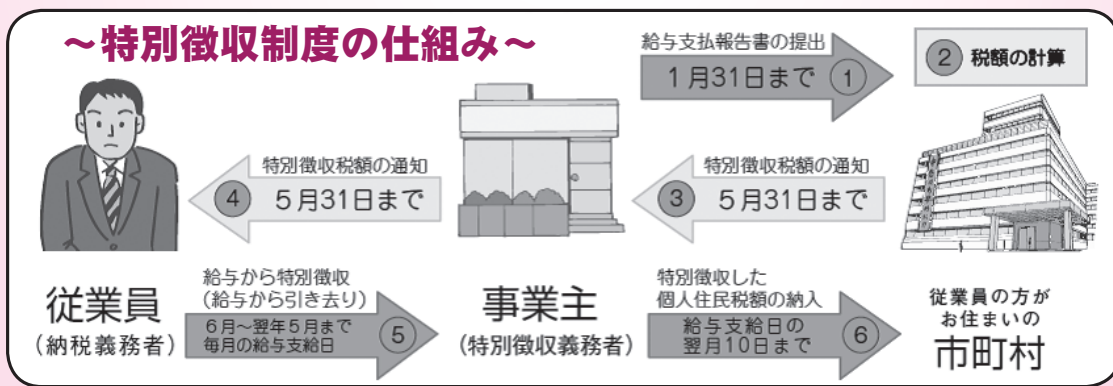 ~特別徴収制度の仕組み~
給与支払報告書の提出
1月31日まで ①
② 税額の計算
特別徴収税額の通知
③ 5月31日まで
特別徴収税額の通知
④ 5月31日まで
従業員
(納税義務者)
給与から特別徴収
(給与から引き去り)
6月~翌年5月まで
毎月の給与支給日
⑤
事業主
(特別徴収義務者)
特別徴収した
個人住民税額の納入
給与支給日の
翌月10日まで
⑥
従業員の方が
お住まいの
市町村